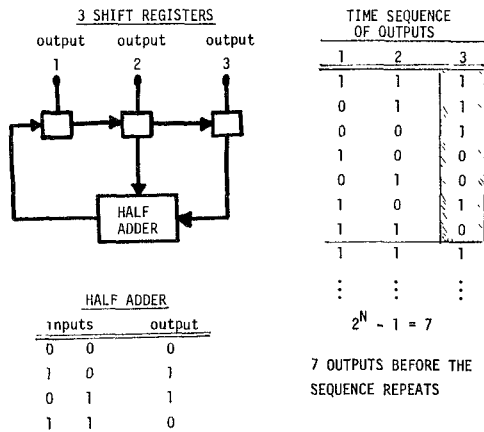 3 SHIFT REGISTERS
output output output
1 2 3
HALF
ADDER
HALF ADDER
inputs output
0 0 0
1 0 1
0 1 1
1 1 0
TIME SEQUENCE
OF OUTPUTS
1 2 3
1 1 1
0 1 1
0 0 1
1 0 0
0 1 0
1 0 1
1 1 0
1 1 1
⋮ ⋮ ⋮
2^N - 1 = 7
7 OUTPUTS BEFORE THE
SEQUENCE REPEATS